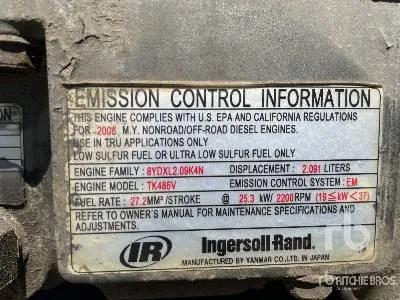 EMISSION CONTROL INFORMATION
THIS ENGINE COMPLIES WITH U.S. EPA AND CALIFORNIA REGULATIONS
FOR 2008 M.Y. NONROAD/OFF-ROAD DIESEL ENGINES.
USE IN TRU APPLICATIONS ONLY
LOW SULFUR FUEL OR ULTRA LOW SULFUR FUEL ONLY
ENGINE FAMILY : 8YDXL2.09K4N DISPLACEMENT : 2.091 LITERS
ENGINE MODEL : TK486V EMISSION CONTROL SYSTEM : EM
FUEL RATE : 27.2MM³/STROKE @ 25.3 kW 2200RPM (19≦kW<37)
REFER TO OWNER'S MANUAL FOR MAINTENANCE SPECIFICATIONS AND
ADJUSTMENTS.
IR Ingersoll-Rand.
MANUFACTURED BY YANMAR CO.,LTD. IN JAPAN
ION
RITCHIE BROS.